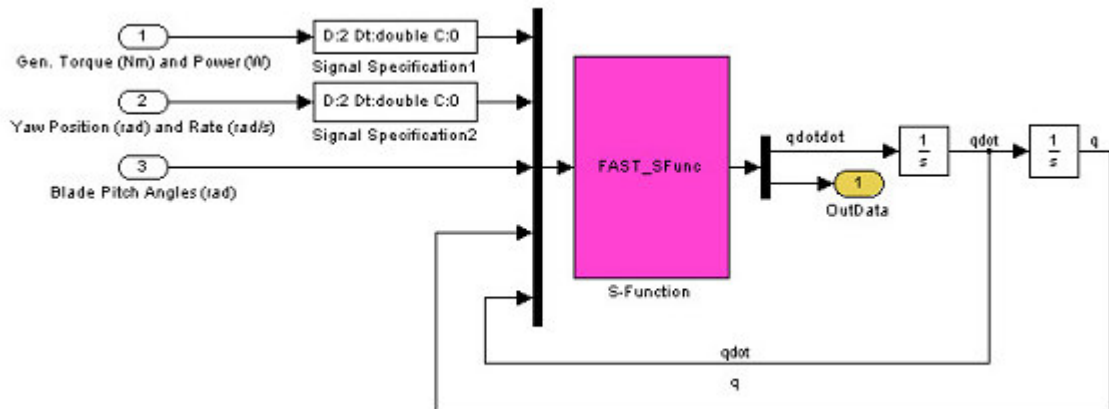 1
Gen. Torque (Nm) and Power (W)
D:2 Dt:double C:0
Signal Specification1
2
Yaw Position (rad) and Rate (rad/s)
D:2 Dt:double C:0
Signal Specification2
3
Blade Pitch Angles (rad)
FAST_SFunc
S-Function
qdotdot
1
OutData
1
s
qdot
1
s
q
qdot
q